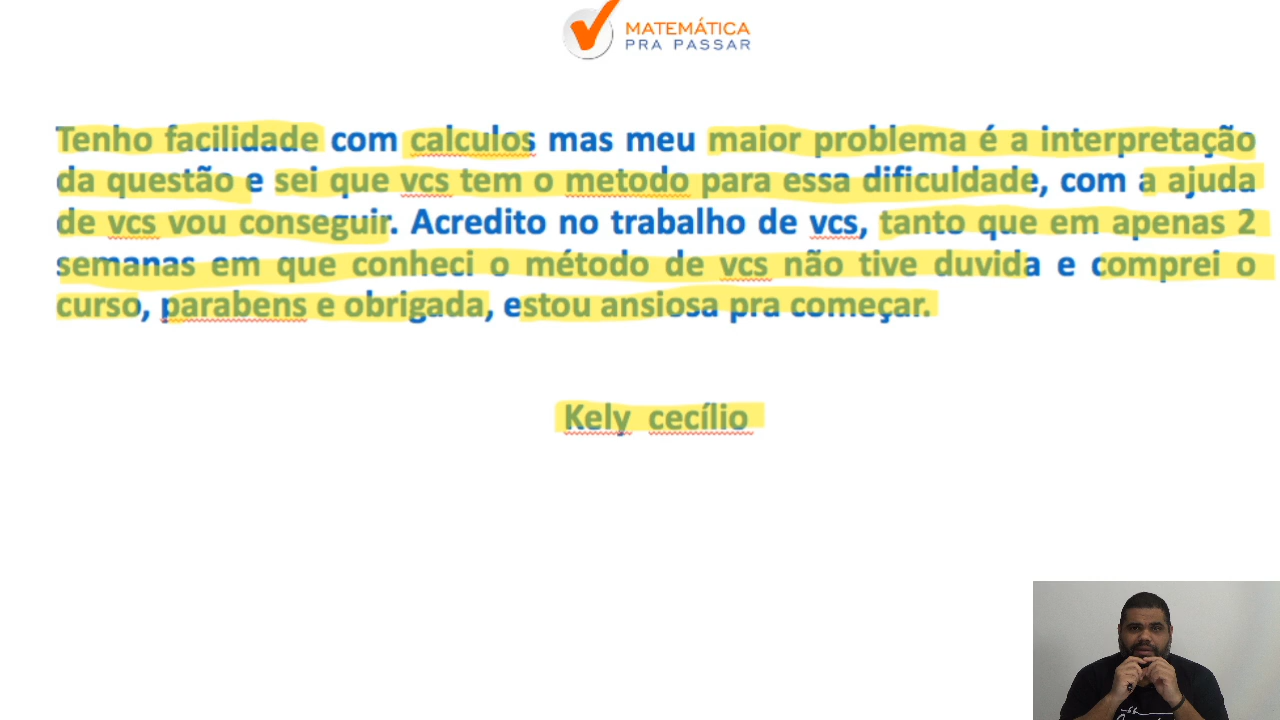 MATEMÁTICA
PRA PASSAR
Tenho facilidade com calculos mas meu maior problema é a interpretação
da questão e sei que vcs tem o metodo para essa dificuldade, com a ajuda
de vcs vou conseguir. Acredito no trabalho de vcs, tanto que em apenas 2
semanas em que conheci o método de vcs não tive duvida e comprei o
curso, parabens e obrigada, estou ansiosa pra começar.
Kely cecílio